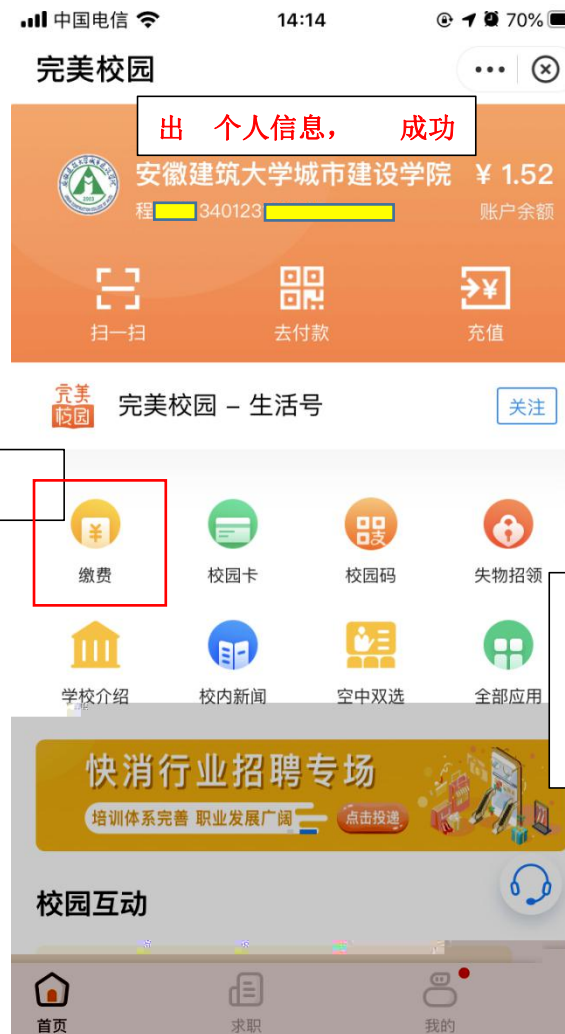 中国电信 14:14 70%
完美校园
出 个人信息， 成功
安徽建筑大学城市建设学院 ¥ 1.52
程 340123 账户余额
扫一扫 去付款 充值
完美校园
完美校园 – 生活号 关注
缴费 校园卡 校园码 失物招领
学校介绍 校内新闻 空中双选 全部应用
快消行业招聘专场
培训体系完善 职业发展广阔 点击投递
校园互动
首页 求职 我的